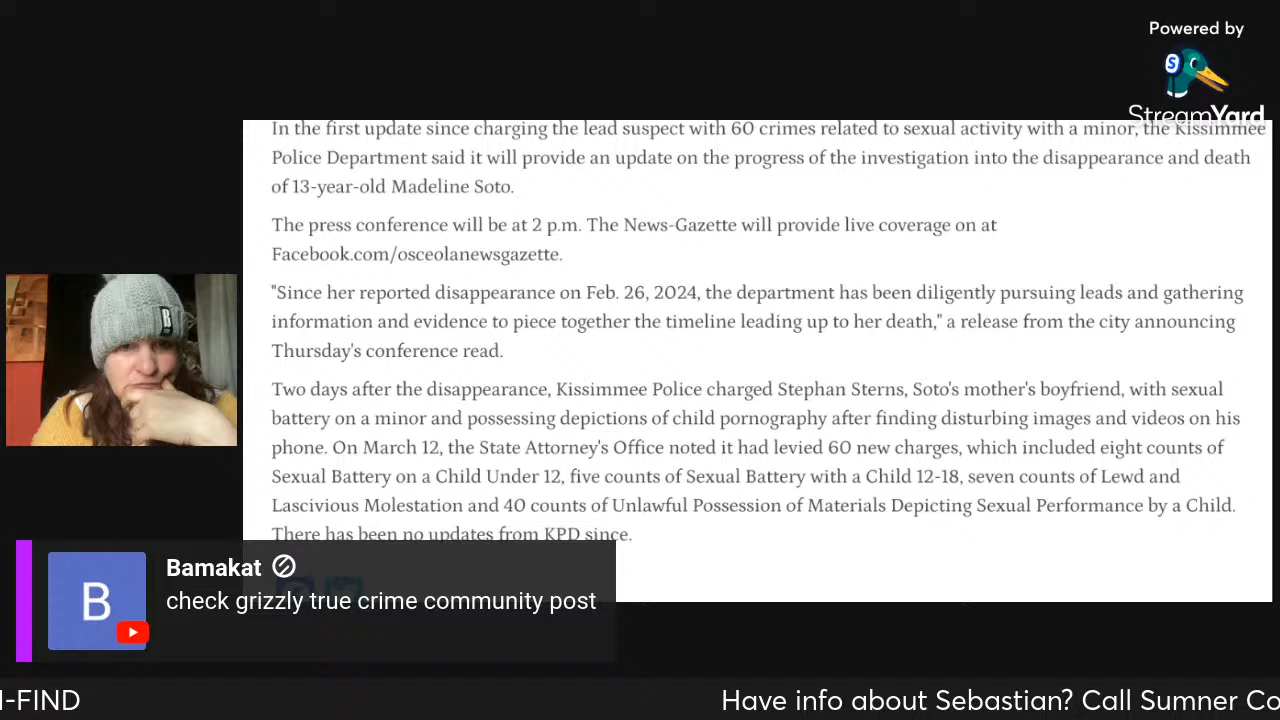 Powered by
S
StreamYard
In the first update since charging the lead suspect with 60 crimes related to sexual activity with a minor, the Kissimmee
Police Department said it will provide an update on the progress of the investigation into the disappearance and death
of 13-year-old Madeline Soto.
The press conference will be at 2 p.m. The News-Gazette will provide live coverage on at
Facebook.com/osceolanewsgazette.
"Since her reported disappearance on Feb. 26, 2024, the department has been diligently pursuing leads and gathering
information and evidence to piece together the timeline leading up to her death," a release from the city announcing
Thursday's conference read.
Two days after the disappearance, Kissimmee Police charged Stephan Sterns, Soto's mother's boyfriend, with sexual
battery on a minor and possessing depictions of child pornography after finding disturbing images and videos on his
phone. On March 12, the State Attorney's Office noted it had levied 60 new charges, which included eight counts of
Sexual Battery on a Child Under 12, five counts of Sexual Battery with a Child 12-18, seven counts of Lewd and
Lascivious Molestation and 40 counts of Unlawful Possession of Materials Depicting Sexual Performance by a Child.
There has been no updates from KPD since.
B
B
Bamakat
check grizzly true crime community post
-FIND
Have info about Sebastian? Call Sumner Co